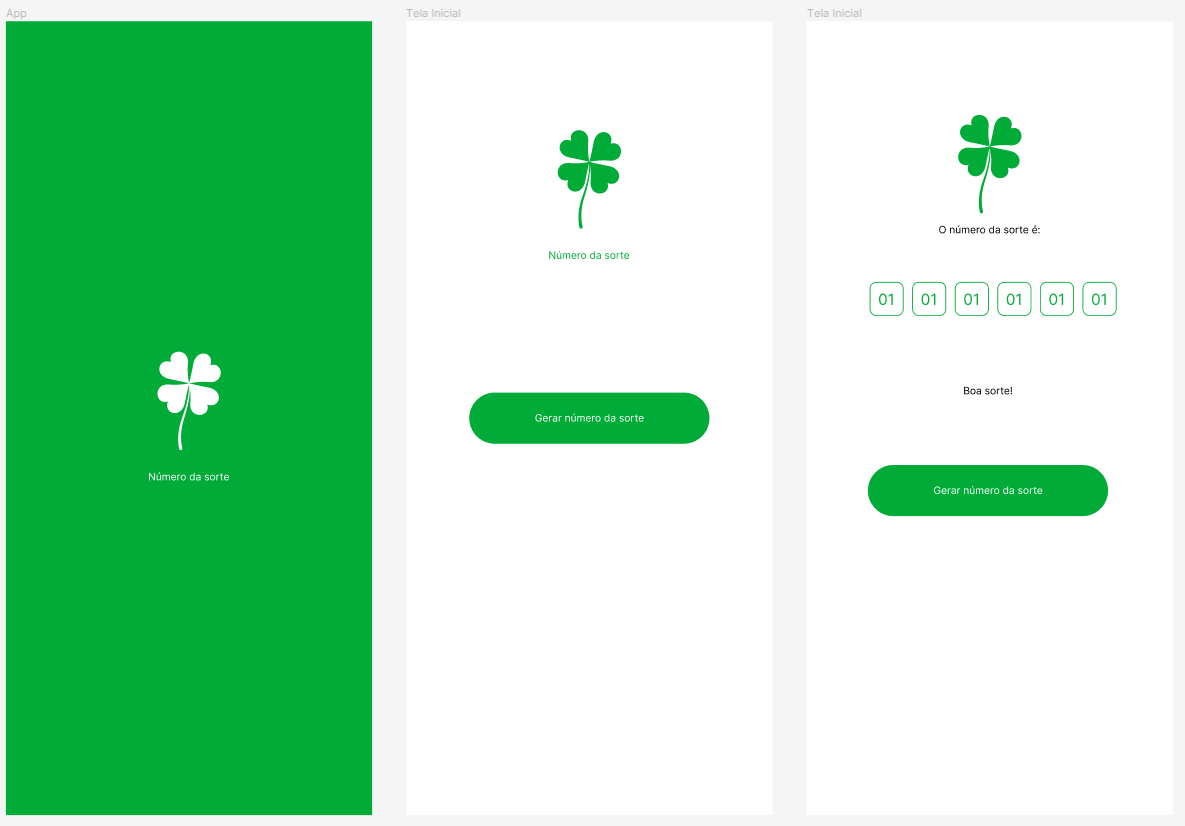 App
Número da sorte
Tela Inicial
Número da sorte
Gerar número da sorte
Tela Inicial
O número da sorte é:
01 01 01 01 01 01
Boa sorte!
Gerar número da sorte